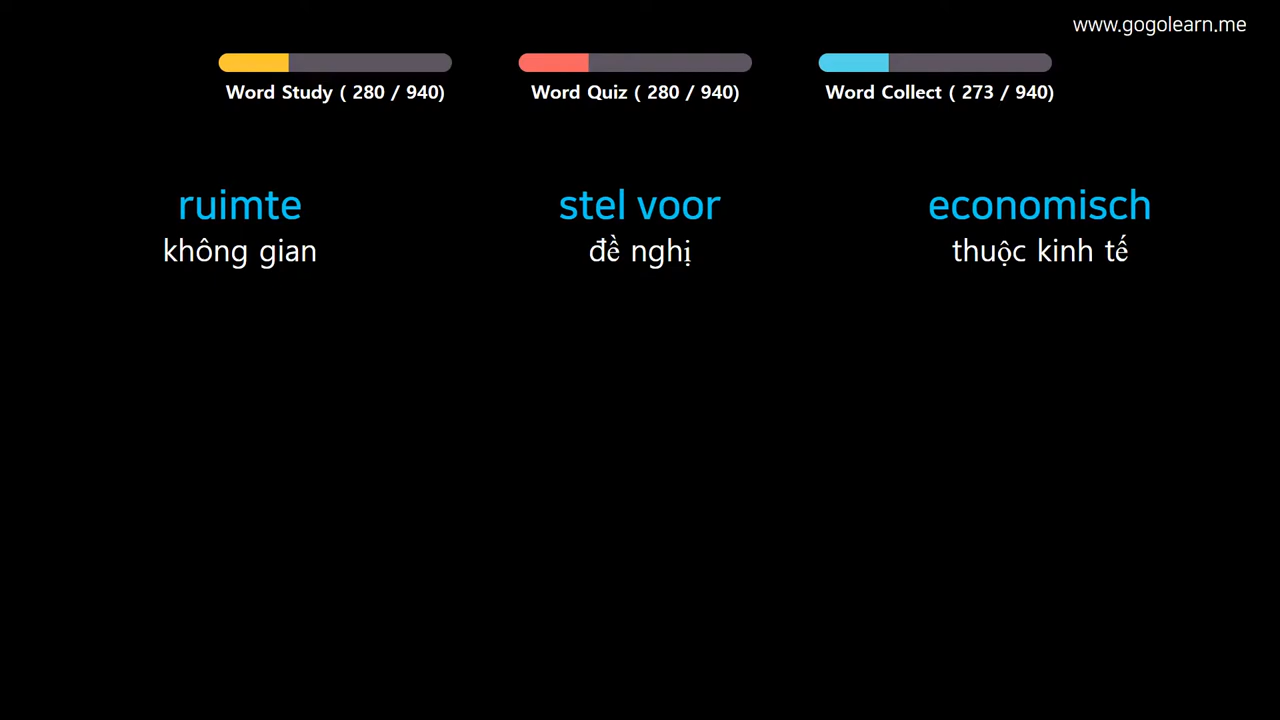 www.gogolearn.me
Word Study ( 280 / 940)
Word Quiz ( 280 / 940)
Word Collect ( 273 / 940)
ruimte
không gian
stel voor
đề nghị
economisch
thuộc kinh tế